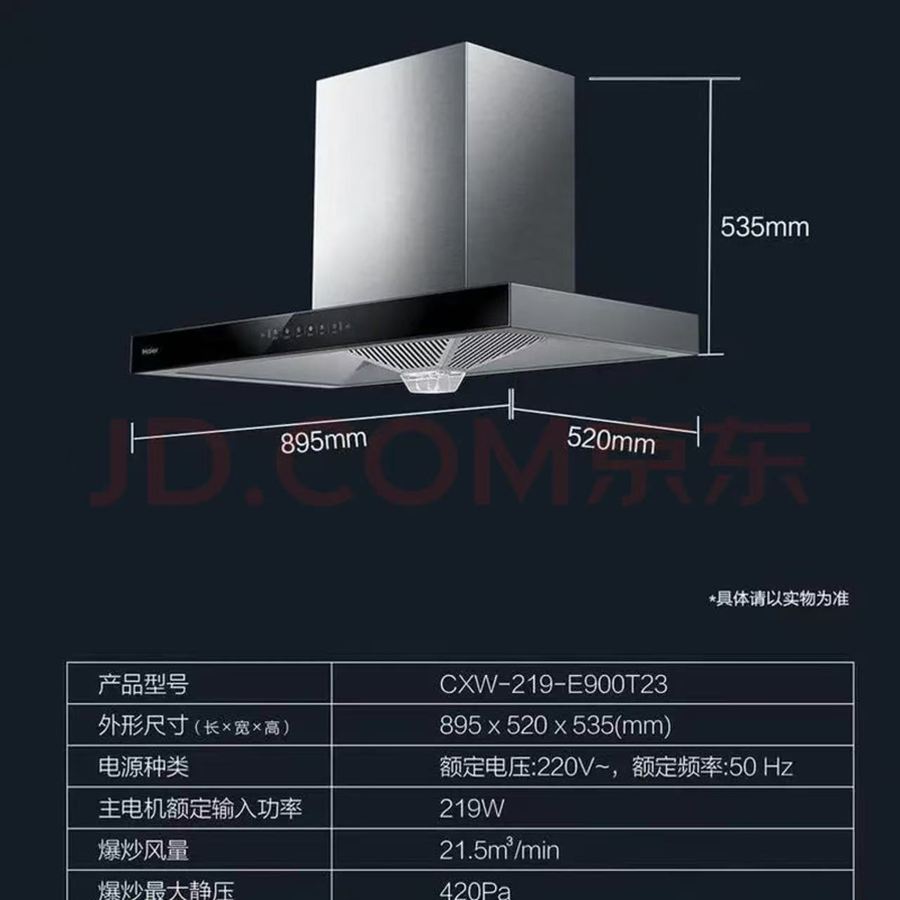 535mm
Haier
895mm
520mm
JD.COM京东
*具体请以实物为准
产品型号 CXW-219-E900T23
外形尺寸（长×宽×高） 895 x 520 x 535(mm)
电源种类 额定电压:220V~，额定频率:50 Hz
主电机额定输入功率 219W
爆炒风量 21.5m³/min
爆炒最大静压 420Pa